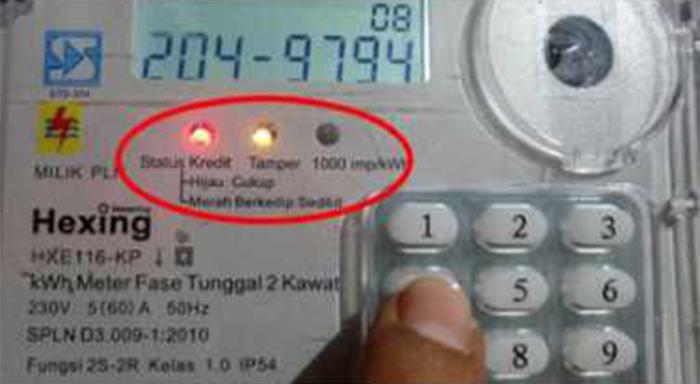 08
204-9794
MILIK PLN
Status Kredit Tamper 1000 imp/kWh
Hijau: Cukup
Merah Berkedip: Sedikit
Hexing
HXE116-KP
kWh Meter Fase Tunggal 2 Kawat
230V 5(60)A 50Hz
SPLN D3.009-1:2010
Fungsi 2S-2R Kelas 1.0 IP54
1 2 3
5 6
8 9